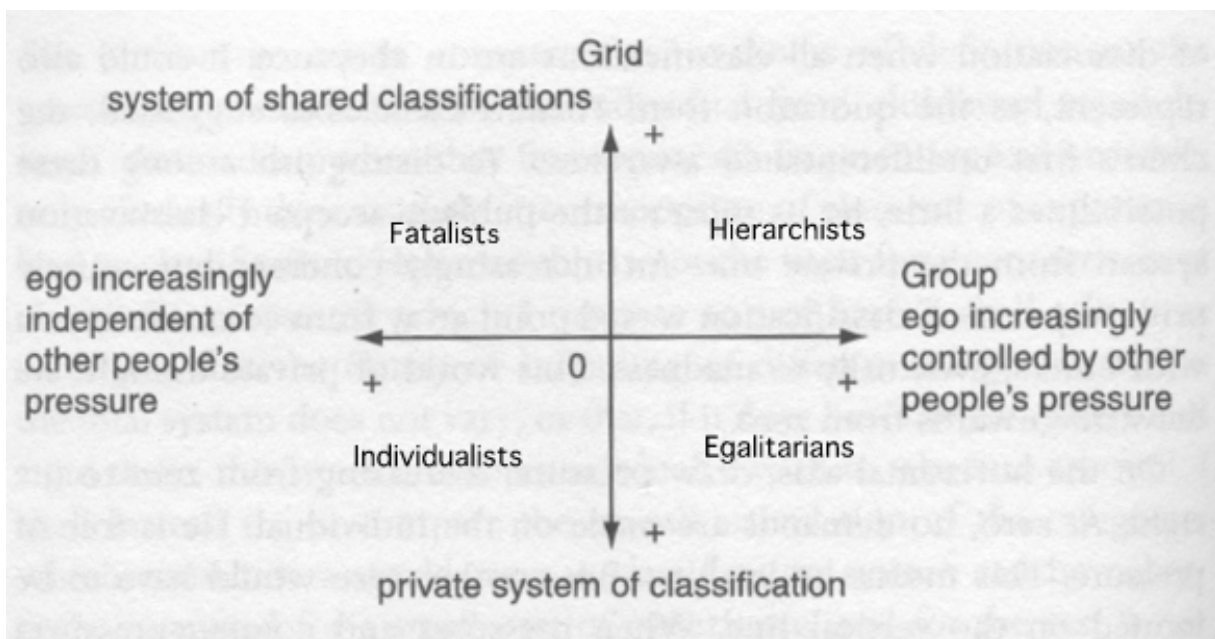 Grid
system of shared classifications
+
Fatalists
Hierarchists
ego increasingly
independent of
other people's
pressure
Group
ego increasingly
controlled by other
people's pressure
0
+
+
Individualists
Egalitarians
+
private system of classification